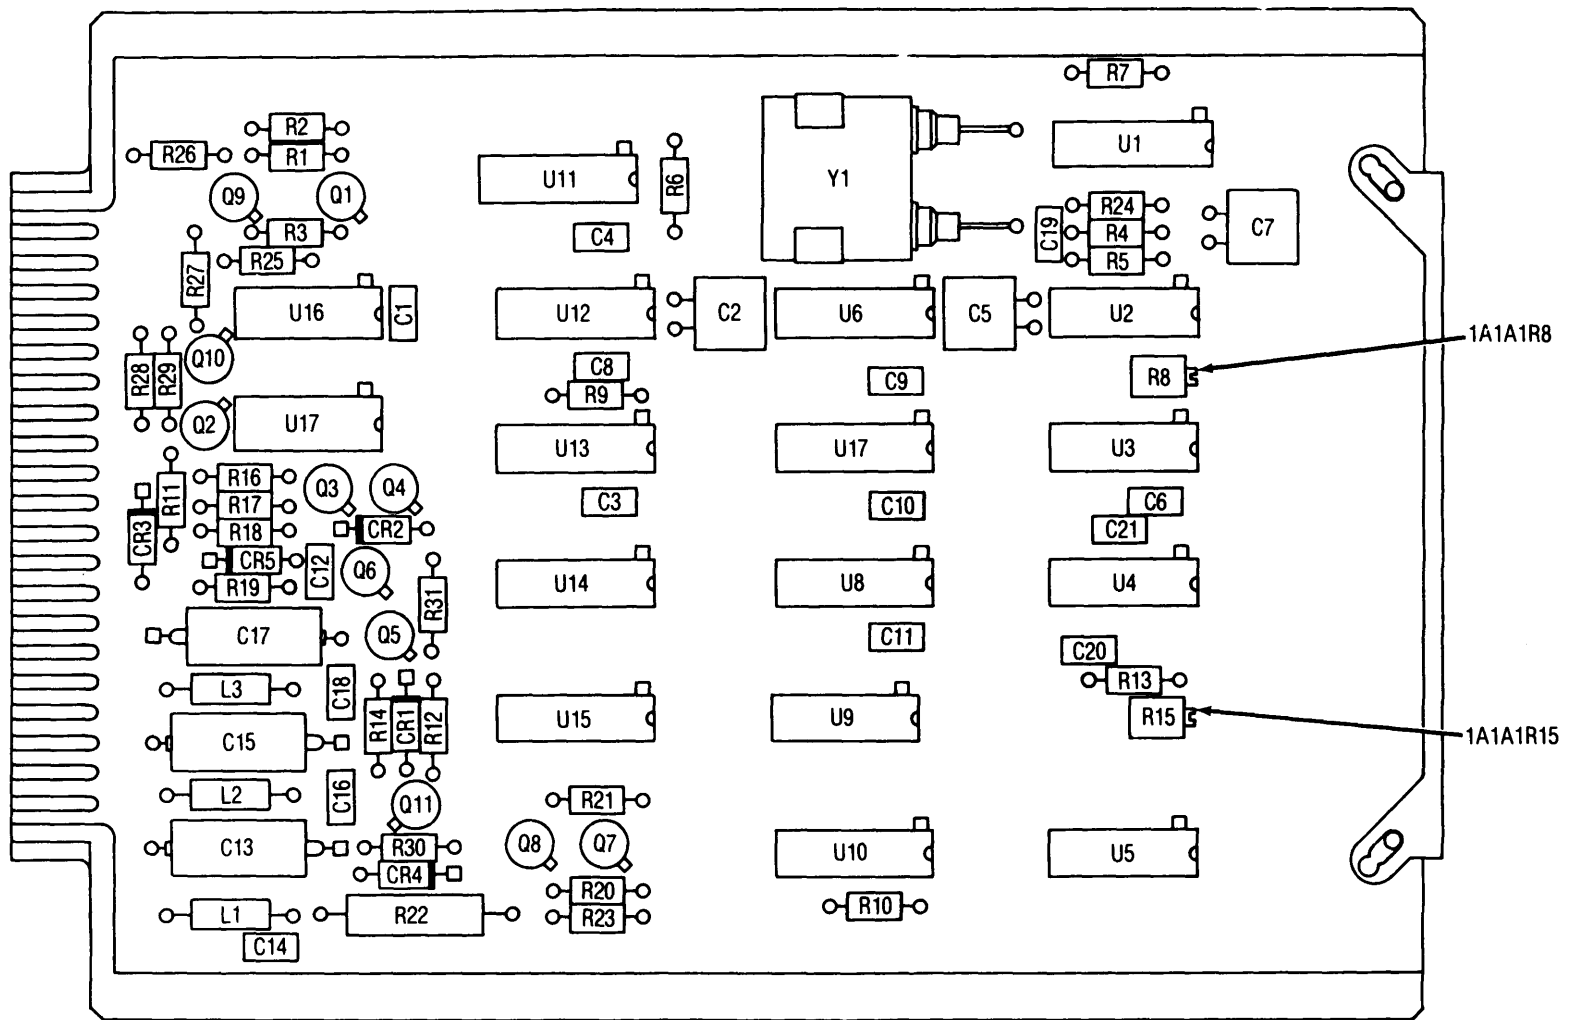 R7
R2
R26
R1
U1
U11
R6
Y1
Q9
Q1
R24
C7
R3
C4
C19
R4
R25
R5
R27
U16
C1
U12
C2
U6
C5
U2
1A1A1R8
Q10
C8
C9
R8
R28
R29
R9
Q2
U17
U13
U17
U3
R16
Q3
Q4
R11
R17
C3
C10
C6
CR3
R18
CR2
C21
CR5
C12
Q6
R19
U14
U8
U4
R31
C17
Q5
C11
C20
L3
C18
R13
R14
CR1
R12
U15
U9
R15
1A1A1R15
C15
L2
C16
Q11
R21
C13
R30
Q8
Q7
U10
U5
CR4
R20
L1
R22
R23
R10
C14